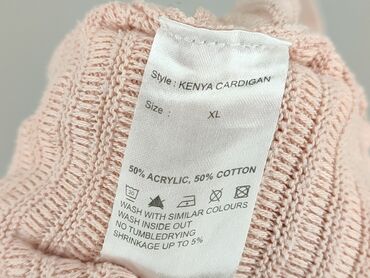 Style : KENYA CARDIGAN
Size : XL
50% ACRYLIC, 50% COTTON
30
WASH WITH SIMILAR COLOURS
WASH INSIDE OUT
NO TUMBLEDRYING
SHRINKAGE UP TO 5%